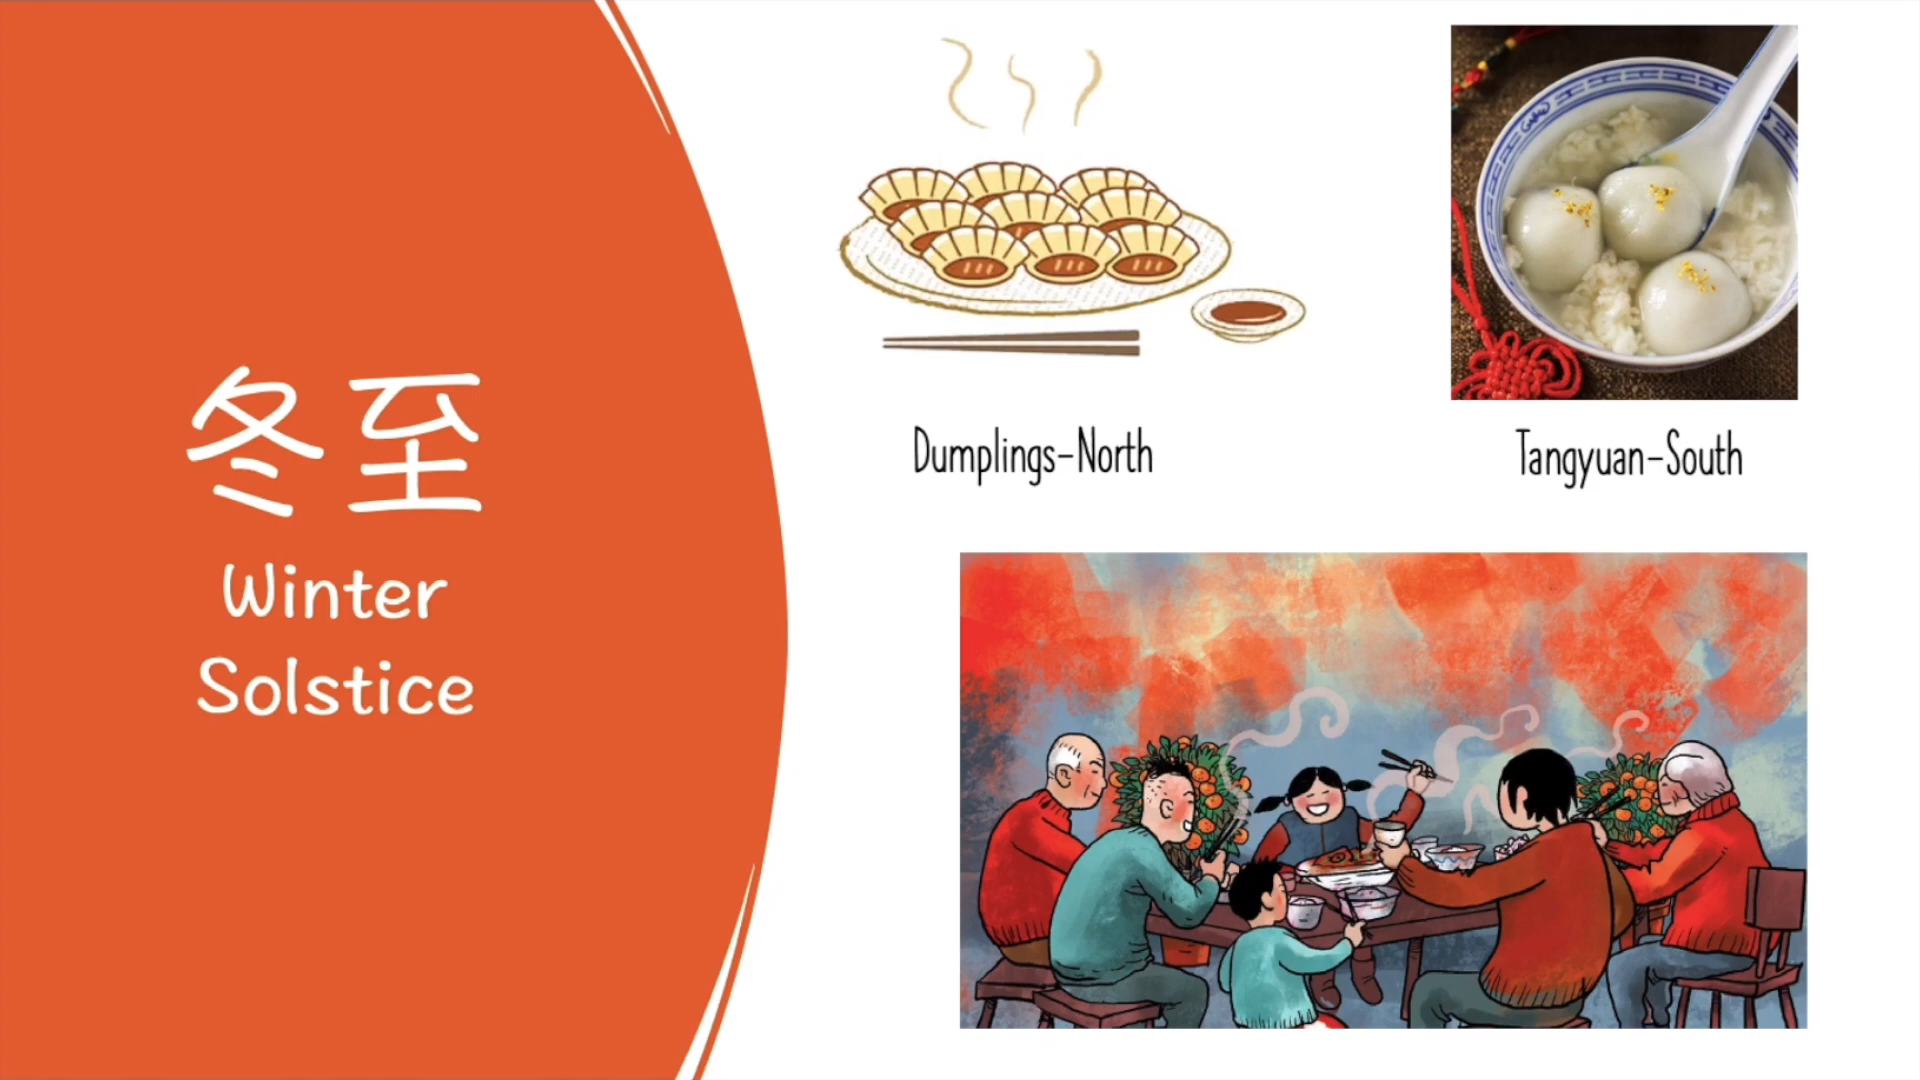 冬至
Winter
Solstice
Dumplings-North
Tangyuan-South